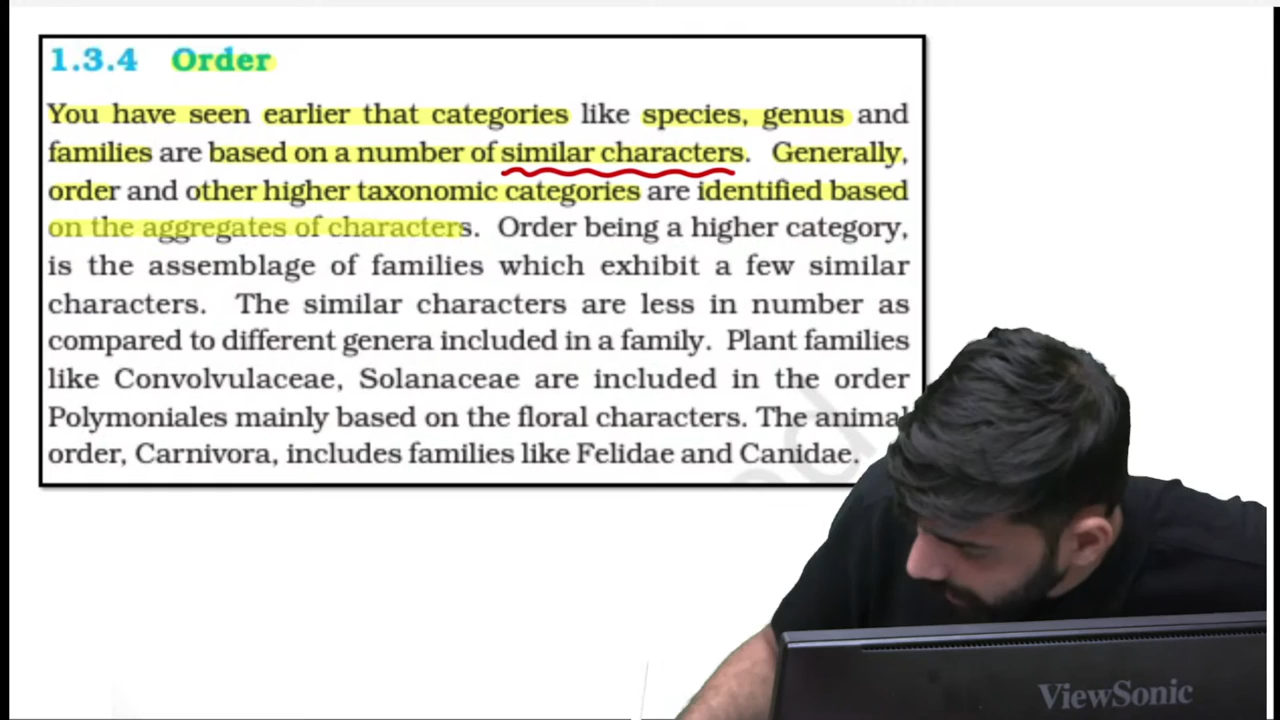 1.3.4 Order
You have seen earlier that categories like species, genus and
families are based on a number of similar characters. Generally,
order and other higher taxonomic categories are identified based
on the aggregates of characters. Order being a higher category,
is the assemblage of families which exhibit a few similar
characters. The similar characters are less in number as
compared to different genera included in a family. Plant families
like Convolvulaceae, Solanaceae are included in the order
Polymoniales mainly based on the floral characters. The animal
order, Carnivora, includes families like Felidae and Canidae.
ViewSonic